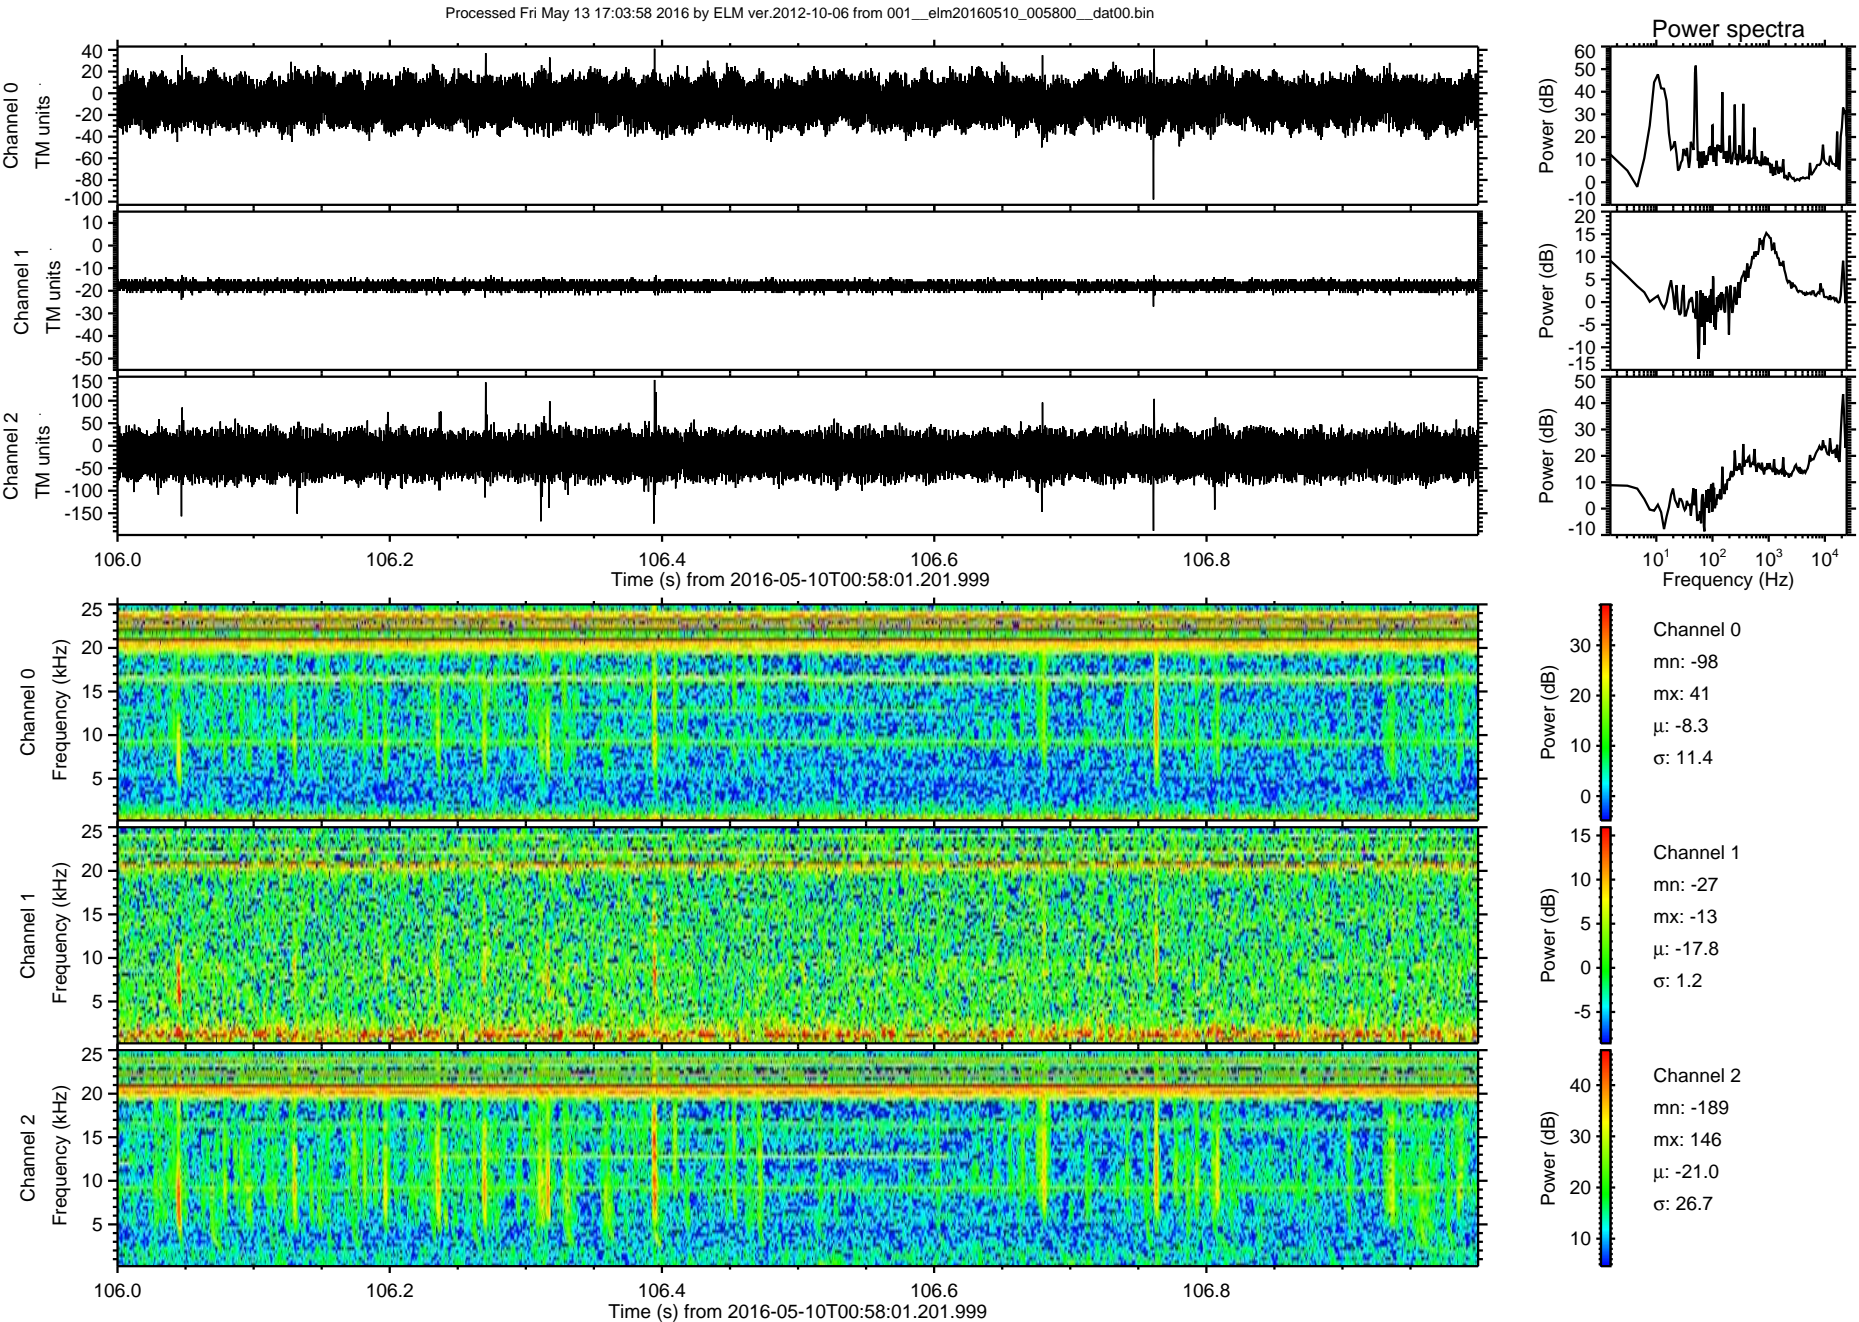 Processed Fri May 13 17:03:58 2016 by ELM ver.2012-10-06 from 001__elm20160510_005800__dat00.bin
Power spectra
Channel 0
TM units
40
20
0
-20
-40
-60
-80
-100
Power (dB)
60
50
40
30
20
10
0
-10
Channel 1
TM units
10
0
-10
-20
-30
-40
-50
Power (dB)
20
15
10
5
0
-5
-10
-15
Channel 2
TM units
150
100
50
0
-50
-100
-150
Power (dB)
50
40
30
20
10
0
-10
106.0 106.2 106.4 106.6 106.8
Time (s) from 2016-05-10T00:58:01.201.999
10¹ 10² 10³ 10⁴
Frequency (Hz)
Channel 0
Frequency (kHz)
25
20
15
10
5
Power (dB)
30
20
10
0
Channel 0
mn: -98
mx: 41
μ: -8.3
σ: 11.4
Channel 1
Frequency (kHz)
25
20
15
10
5
Power (dB)
15
10
5
0
-5
Channel 1
mn: -27
mx: -13
μ: -17.8
σ: 1.2
Channel 2
Frequency (kHz)
25
20
15
10
5
Power (dB)
40
30
20
10
Channel 2
mn: -189
mx: 146
μ: -21.0
σ: 26.7
106.0 106.2 106.4 106.6 106.8
Time (s) from 2016-05-10T00:58:01.201.999